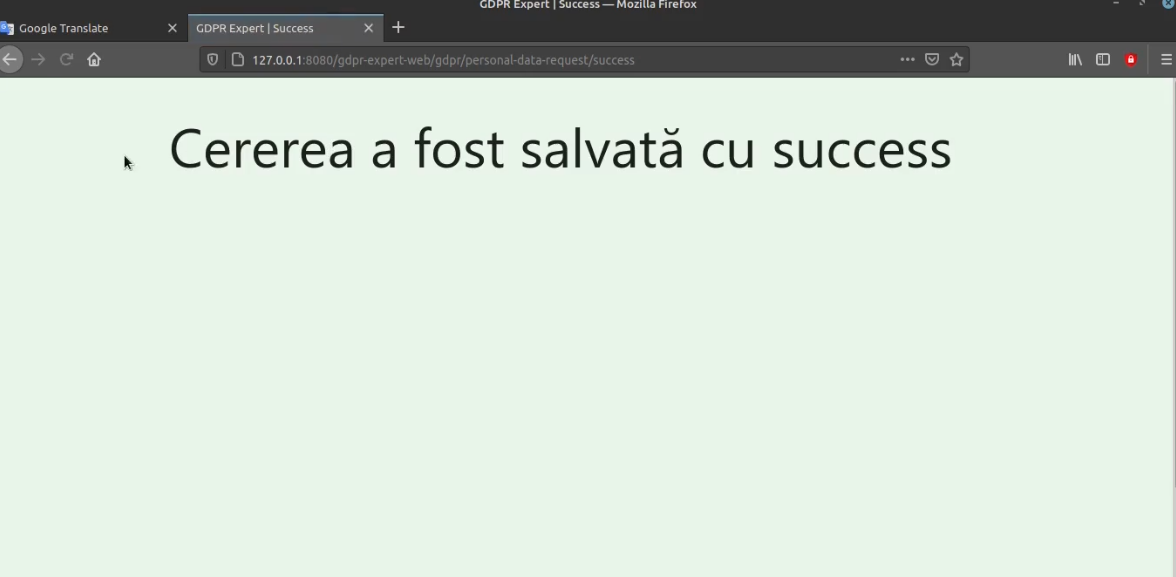 GDPR Expert | Success — Mozilla Firefox
Google Translate
GDPR Expert | Success
127.0.0.1:8080/gdpr-expert-web/gdpr/personal-data-request/success
Cererea a fost salvată cu success